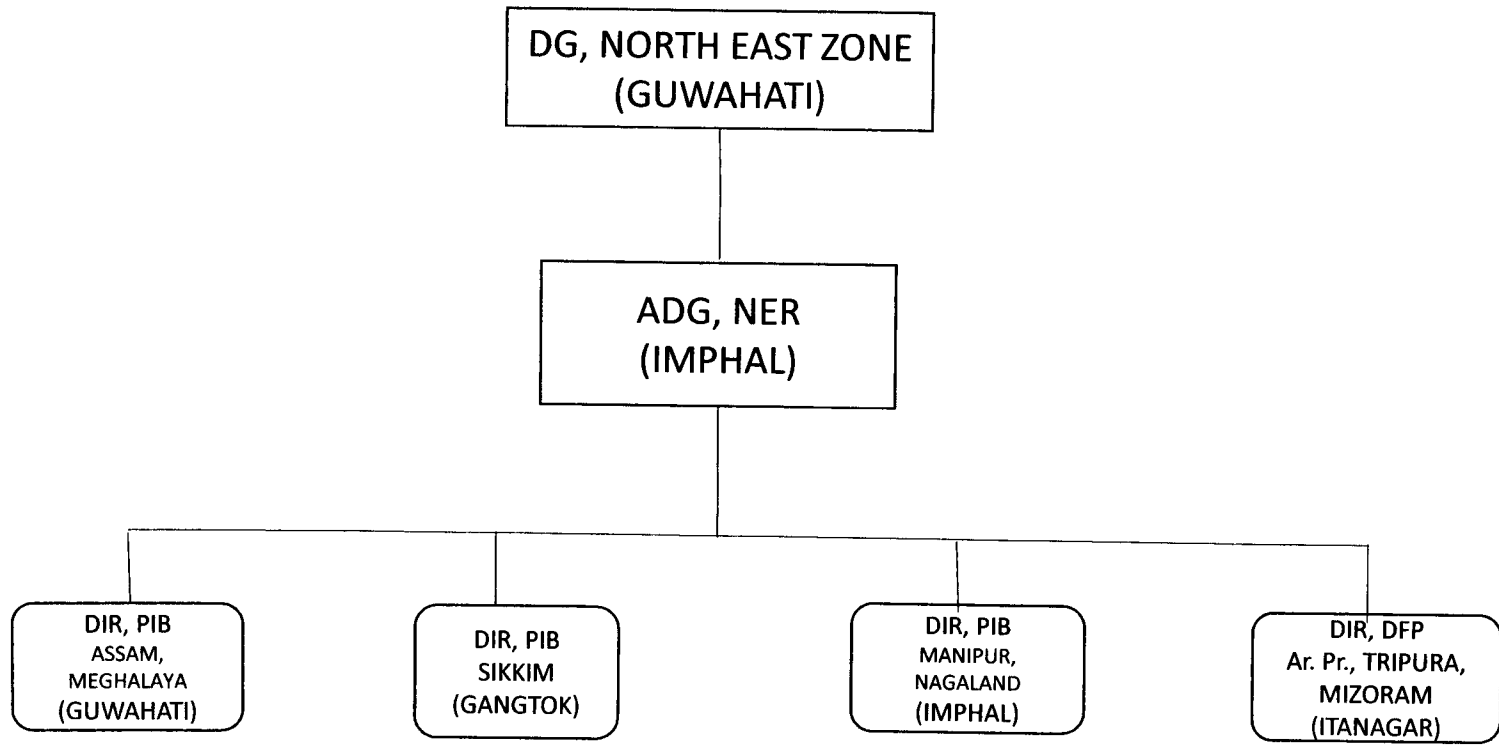 DG, NORTH EAST ZONE
(GUWAHATI)
ADG, NER
(IMPHAL)
DIR, PIB
ASSAM,
MEGHALAYA
(GUWAHATI)
DIR, PIB
SIKKIM
(GANGTOK)
DIR, PIB
MANIPUR,
NAGALAND
(IMPHAL)
DIR, DFP
Ar. Pr., TRIPURA,
MIZORAM
(ITANAGAR)